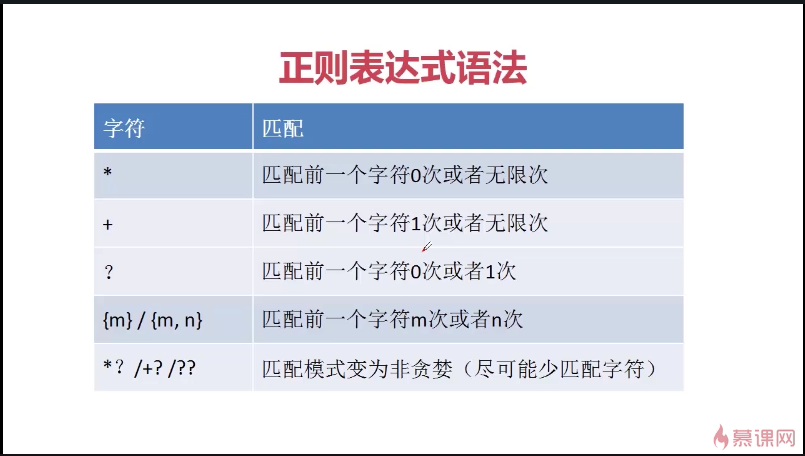 正则表达式语法
字符 匹配
* 匹配前一个字符0次或者无限次
+ 匹配前一个字符1次或者无限次
? 匹配前一个字符0次或者1次
{m} / {m, n} 匹配前一个字符m次或者n次
*? /+? /?? 匹配模式变为非贪婪（尽可能少匹配字符）
慕课网